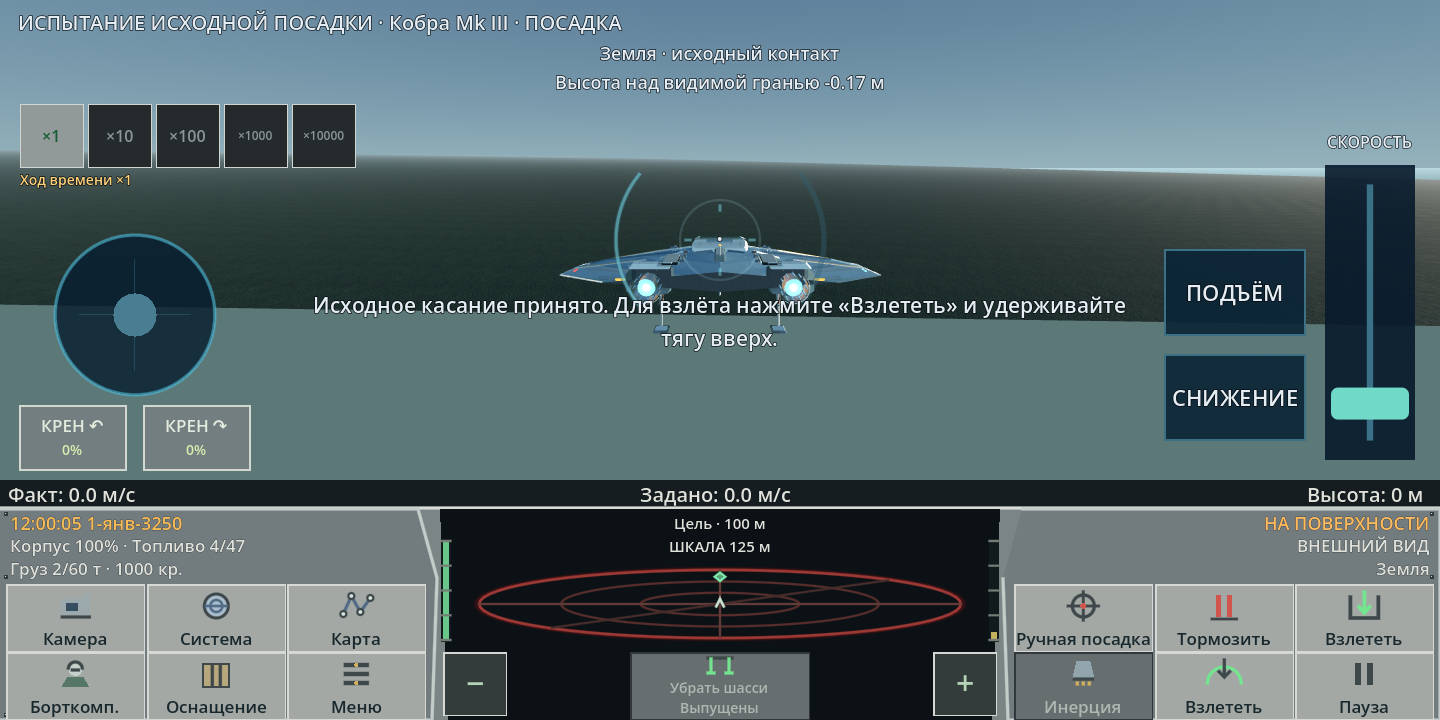 ИСПЫТАНИЕ ИСХОДНОЙ ПОСАДКИ · Кобра Mk III · ПОСАДКА
Земля · исходный контакт
Высота над видимой гранью -0.17 м
×1
×10
×100
×1000
×10000
Ход времени ×1
СКОРОСТЬ
ПОДЪЁМ
СНИЖЕНИЕ
Исходное касание принято. Для взлёта нажмите «Взлететь» и удерживайте
тягу вверх.
КРЕН ↶
0%
КРЕН ↷
0%
Факт: 0.0 м/с
Задано: 0.0 м/с
Высота: 0 м
12:00:05 1-янв-3250
Корпус 100% · Топливо 4/47
Груз 2/60 т · 1000 кр.
Цель · 100 м
ШКАЛА 125 м
НА ПОВЕРХНОСТИ
ВНЕШНИЙ ВИД
Земля
Камера
Система
Карта
Борткомп.
Оснащение
Меню
−
Убрать шасси
Выпущены
+
Ручная посадка
Тормозить
Взлететь
Инерция
Взлететь
Пауза